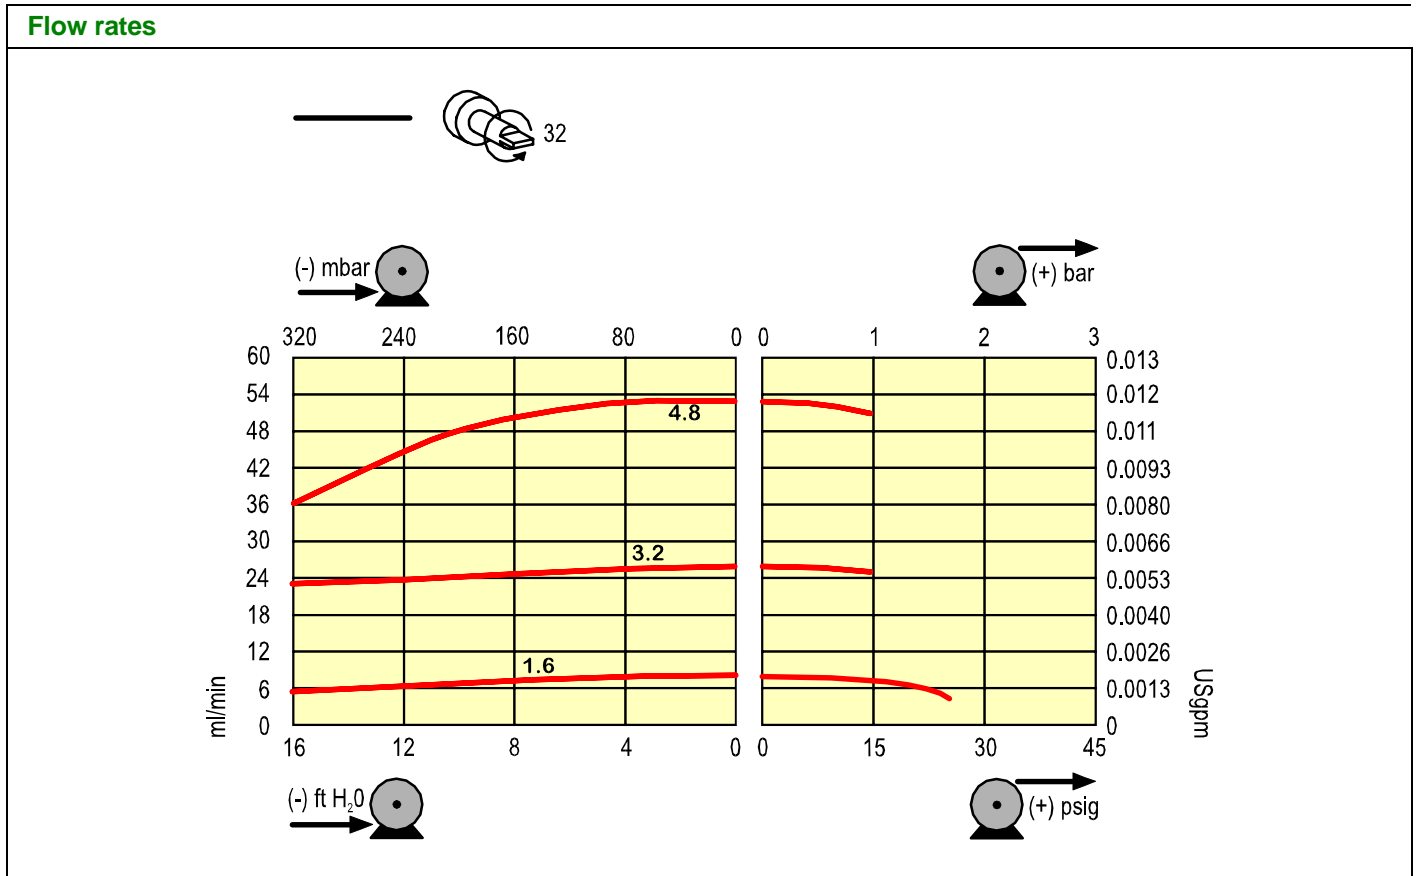 Flow rates
32
(-) mbar
(+) bar
320 240 160 80 0 0 1 2 3
60 0.013
54 0.012
4.8
48 0.011
42 0.0093
36 0.0080
30 0.0066
3.2
24 0.0053
18 0.0040
12 0.0026
1.6
6 0.0013
0 0
ml/min
USgpm
16 12 8 4 0 0 15 30 45
(-) ft H₂0
(+) psig